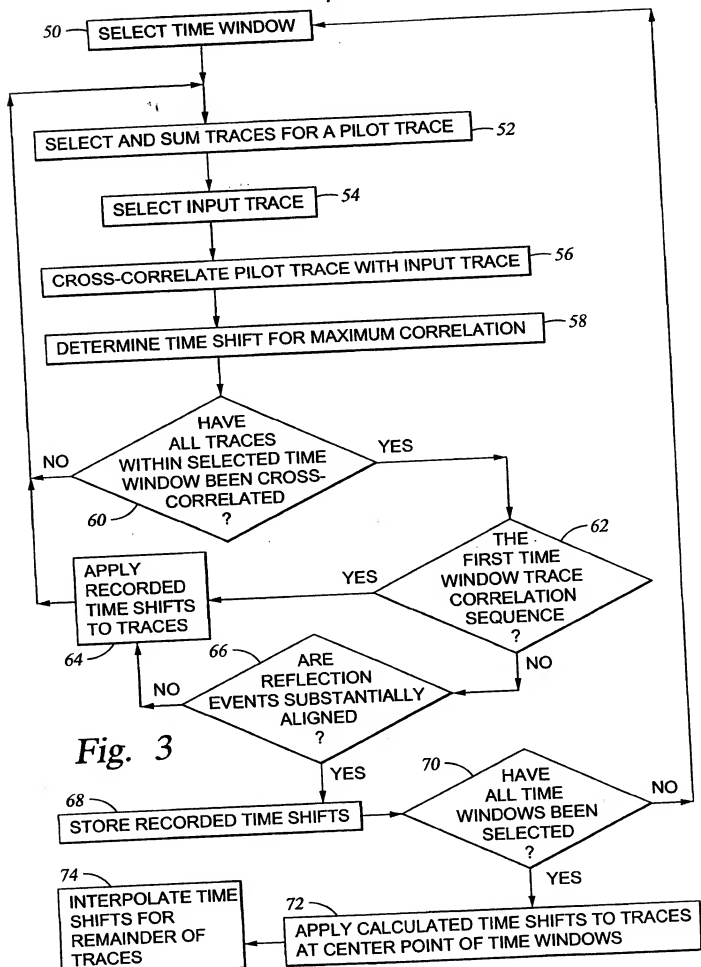 50
SELECT TIME WINDOW
SELECT AND SUM TRACES FOR A PILOT TRACE
52
SELECT INPUT TRACE
54
CROSS-CORRELATE PILOT TRACE WITH INPUT TRACE
56
DETERMINE TIME SHIFT FOR MAXIMUM CORRELATION
58
HAVE
ALL TRACES
WITHIN SELECTED TIME
WINDOW BEEN CROSS-
CORRELATED
?
NO
YES
60
62
THE
FIRST TIME
WINDOW TRACE
CORRELATION
SEQUENCE
?
YES
NO
APPLY
RECORDED
TIME SHIFTS
TO TRACES
64
66
ARE
REFLECTION
EVENTS SUBSTANTIALLY
ALIGNED
?
NO
YES
Fig. 3
68
STORE RECORDED TIME SHIFTS
70
HAVE
ALL TIME
WINDOWS BEEN
SELECTED
?
NO
YES
74
INTERPOLATE TIME
SHIFTS FOR
REMAINDER OF
TRACES
72
APPLY CALCULATED TIME SHIFTS TO TRACES
AT CENTER POINT OF TIME WINDOWS